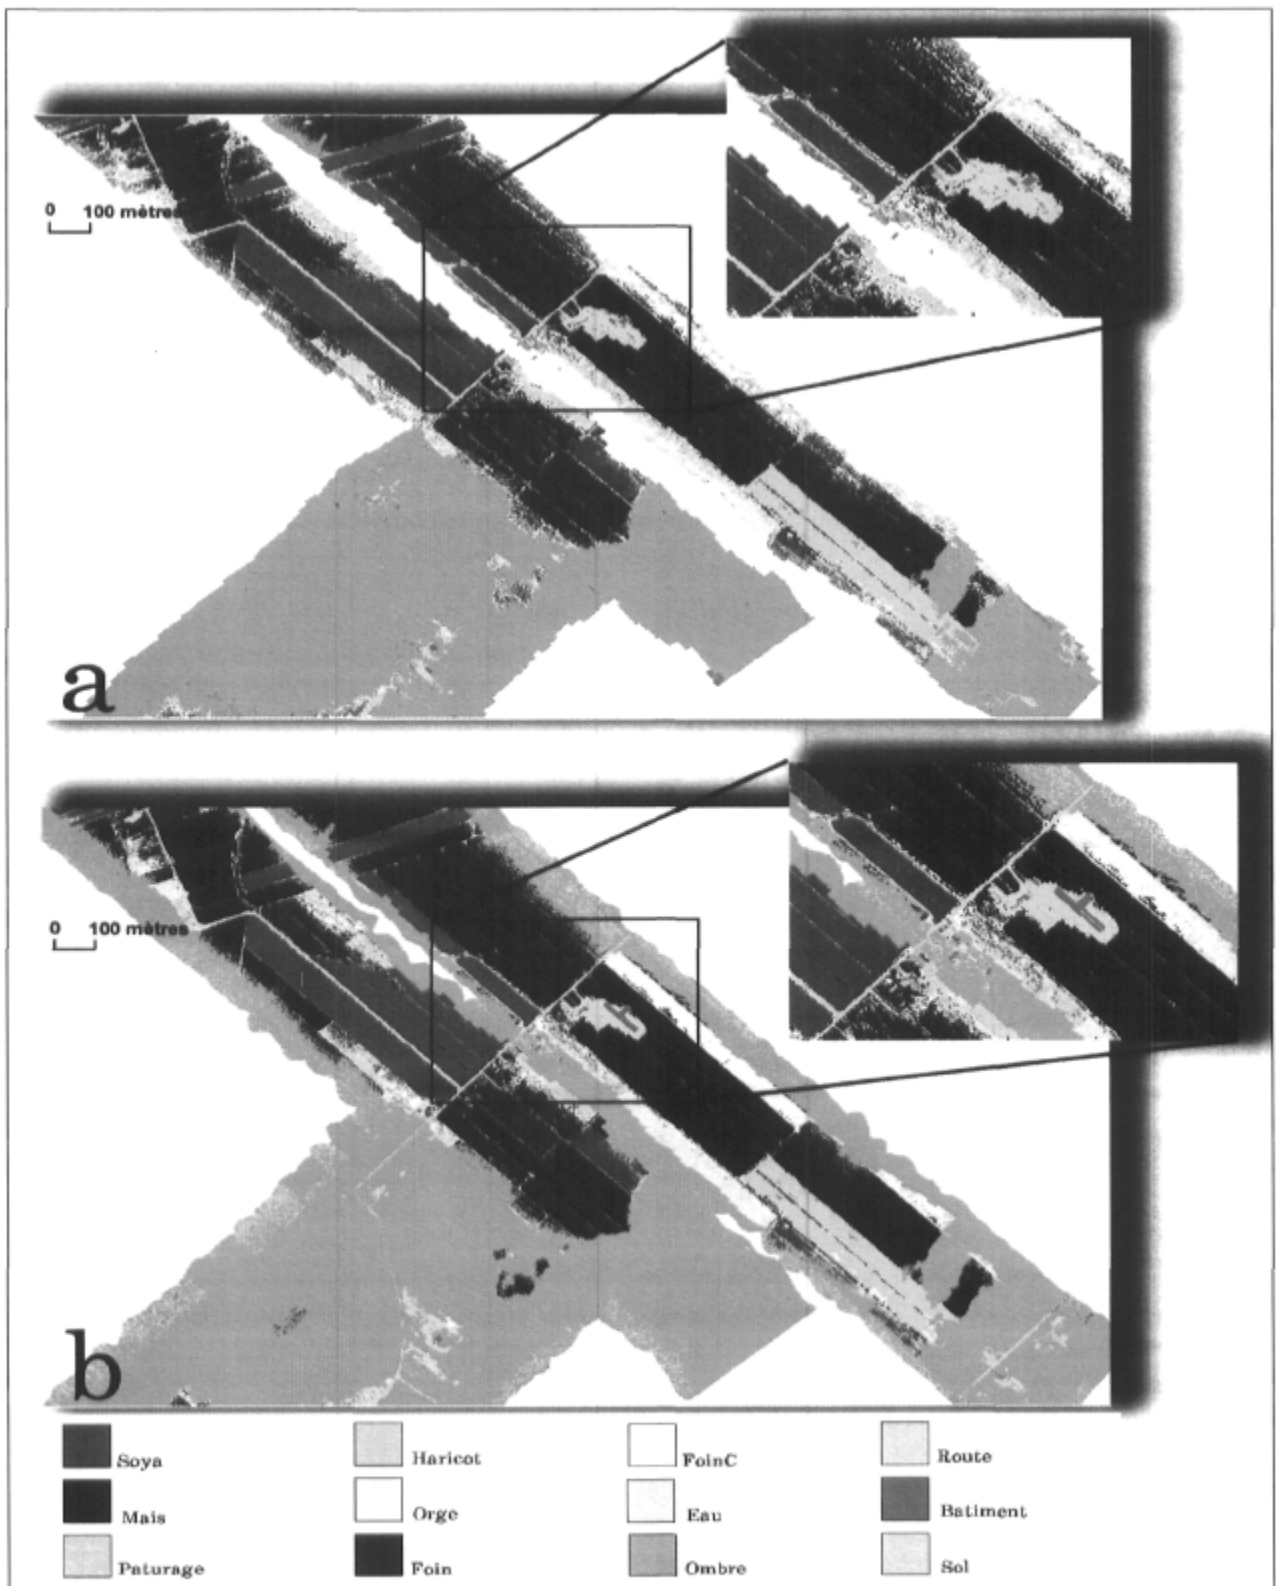 0 100 mètres
a
0 100 mètres
b
Soya Haricot FoinC Route
Mais Orge Eau Batiment
Paturage Foin Ombre Sol